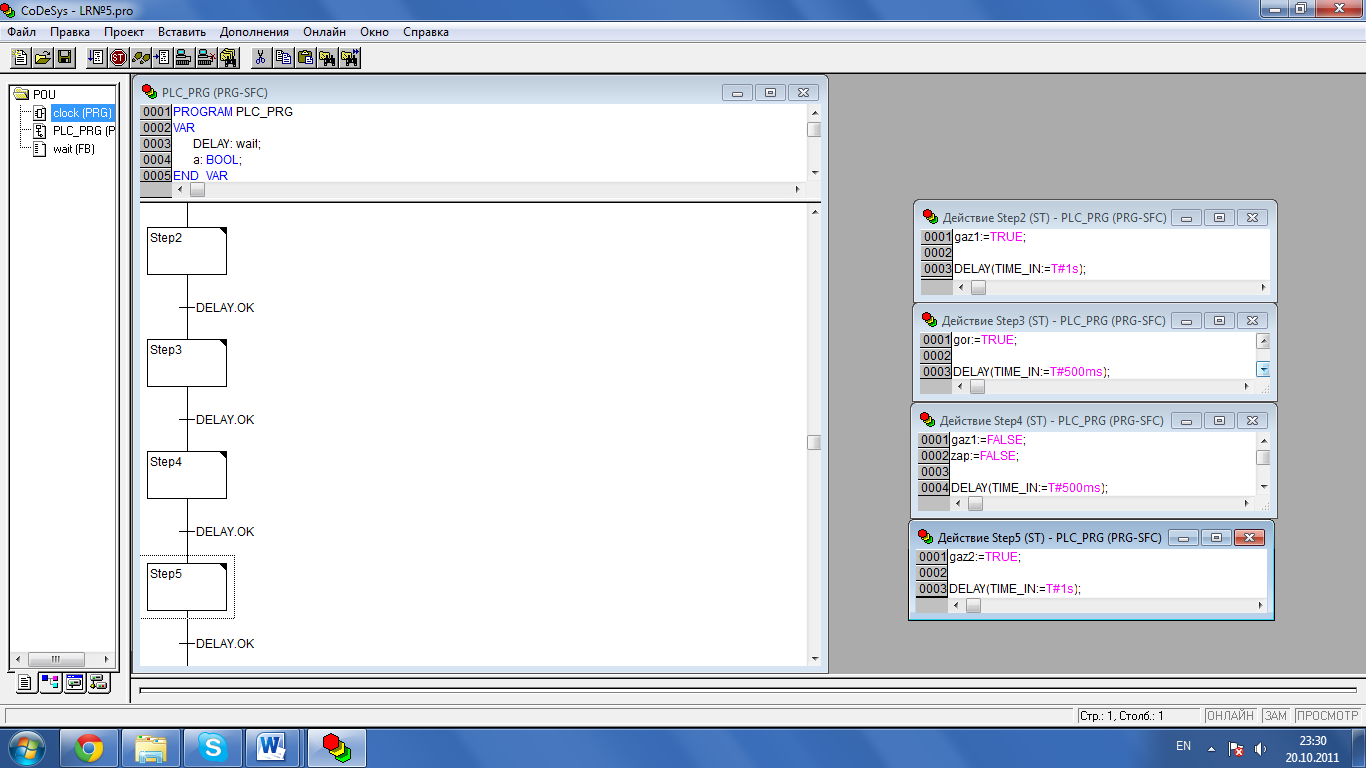 CoDeSys - LR№5.pro
Файл Правка Проект Вставить Дополнения Онлайн Окно Справка
POU
clock (PRG)
PLC_PRG (P
wait (FB)
PLC_PRG (PRG-SFC)
0001 PROGRAM PLC_PRG
0002 VAR
0003 DELAY: wait;
0004 a: BOOL;
0005 END_VAR
Step2
DELAY.OK
Step3
DELAY.OK
Step4
DELAY.OK
Step5
DELAY.OK
Действие Step2 (ST) - PLC_PRG (PRG-SFC)
0001 gaz1:=TRUE;
0002
0003 DELAY(TIME_IN:=T#1s);
Действие Step3 (ST) - PLC_PRG (PRG-SFC)
0001 gor:=TRUE;
0002
0003 DELAY(TIME_IN:=T#500ms);
Действие Step4 (ST) - PLC_PRG (PRG-SFC)
0001 gaz1:=FALSE;
0002 zap:=FALSE;
0003
0004 DELAY(TIME_IN:=T#500ms);
Действие Step5 (ST) - PLC_PRG (PRG-SFC)
0001 gaz2:=TRUE;
0002
0003 DELAY(TIME_IN:=T#1s);
Стр.: 1, Столб.: 1 ОНЛАЙН ЗАМ ПРОСМОТР
EN
23:30
20.10.2011